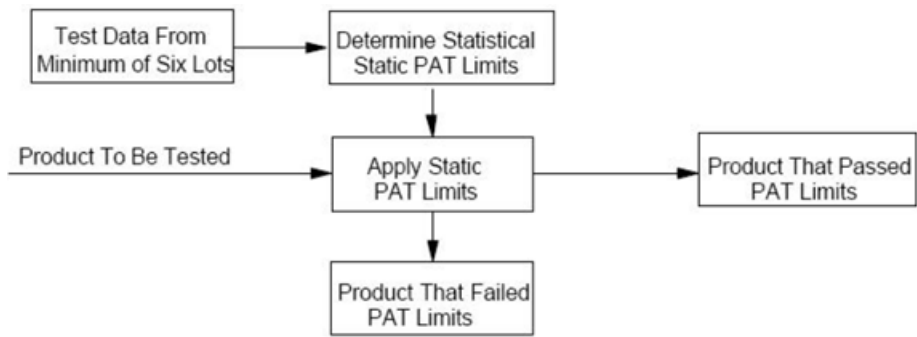 Test Data From
Minimum of Six Lots
Determine Statistical
Static PAT Limits
Product To Be Tested
Apply Static
PAT Limits
Product That Passed
PAT Limits
Product That Failed
PAT Limits